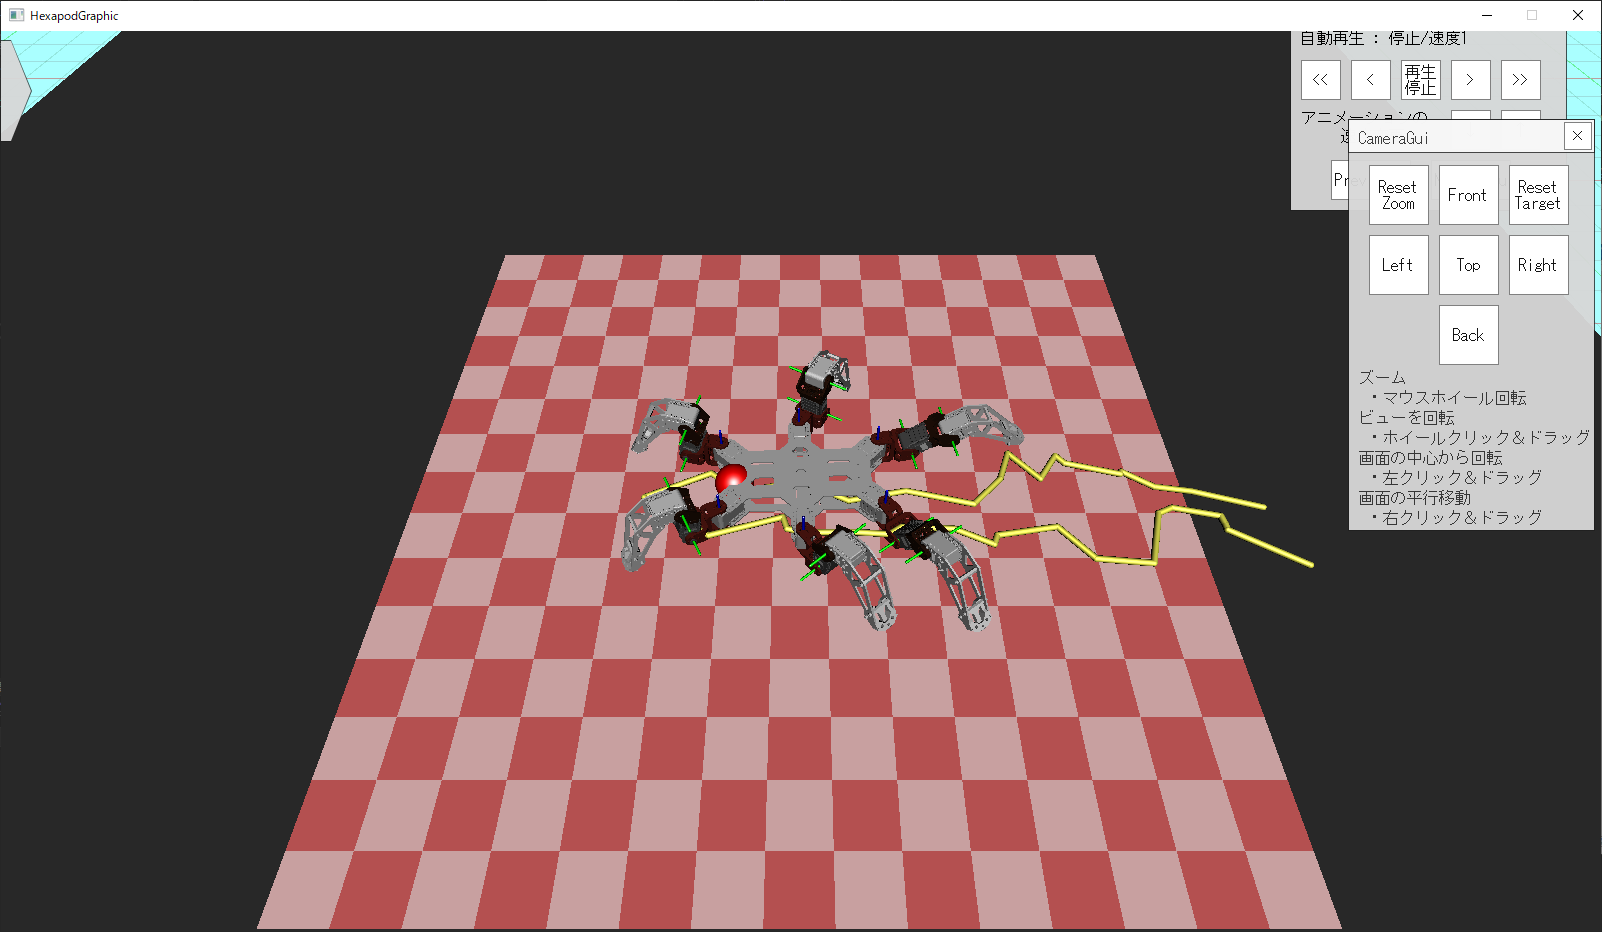 HexapodGraphic
自動再生 : 停止/速度1
<<
<
再生
停止
>
>>
アニメーションの
CameraGui
Reset
Zoom
Front
Reset
Target
Left
Top
Right
Back
ズーム
・マウスホイール回転
ビューを回転
・ホイールクリック&ドラッグ
画面の中心から回転
・左クリック&ドラッグ
画面の平行移動
・右クリック&ドラッグ